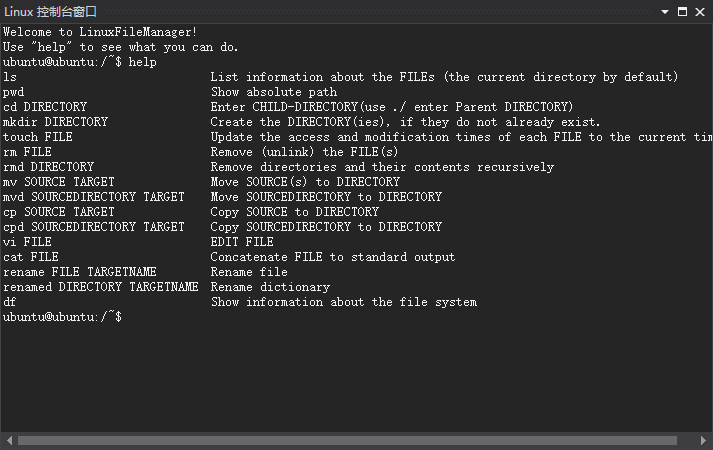 Linux 控制台窗口
Welcome to LinuxFileManager!
Use "help" to see what you can do.
ubuntu@ubuntu:/~$ help
ls                         List information about the FILEs (the current directory by default)
pwd                        Show absolute path
cd DIRECTORY               Enter CHILD-DIRECTORY(use ./ enter Parent DIRECTORY)
mkdir DIRECTORY            Create the DIRECTORY(ies), if they do not already exist.
touch FILE                 Update the access and modification times of each FILE to the current tim
rm FILE                    Remove (unlink) the FILE(s)
rmd DIRECTORY              Remove directories and their contents recursively
mv SOURCE TARGET           Move SOURCE(s) to DIRECTORY
mvd SOURCEDIRECTORY TARGET Move SOURCEDIRECTORY to DIRECTORY
cp SOURCE TARGET           Copy SOURCE to DIRECTORY
cpd SOURCEDIRECTORY TARGET Copy SOURCEDIRECTORY to DIRECTORY
vi FILE                    EDIT FILE
cat FILE                   Concatenate FILE to standard output
rename FILE TARGETNAME     Rename file
renamed DIRECTORY TARGETNAME Rename dictionary
df                         Show information about the file system
ubuntu@ubuntu:/~$